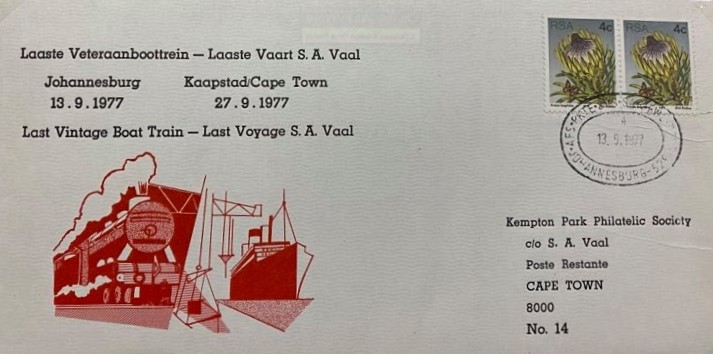 Laaste Veteraanboottrein — Laaste Vaart S. A. Vaal
Johannesburg Kaapstad/Cape Town
13.9.1977 27.9.1977
Last Vintage Boat Train — Last Voyage S. A. Vaal
RSA 4c RSA 4c
13.9.1977
JOHANNESBURG
Kempton Park Philatelic Society
c/o S. A. Vaal
Poste Restante
CAPE TOWN
8000
No. 14